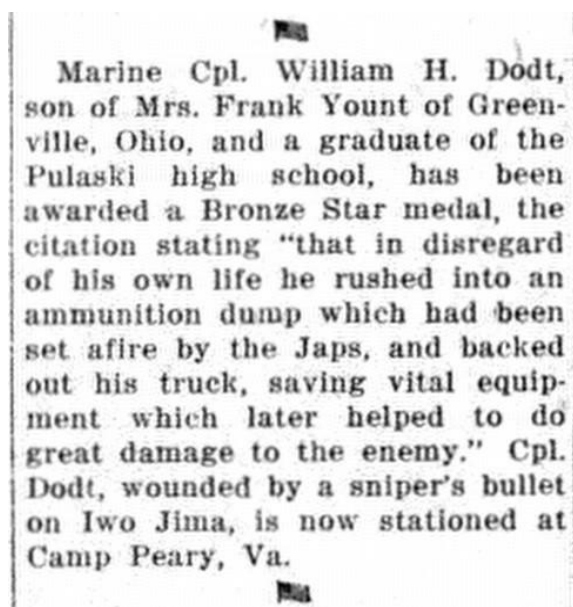 Marine Cpl. William H. Dodt,
son of Mrs. Frank Yount of Green-
ville, Ohio, and a graduate of the
Pulaski high school, has been
awarded a Bronze Star medal, the
citation stating “that in disregard
of his own life he rushed into an
ammunition dump which had been
set afire by the Japs, and backed
out his truck, saving vital equip-
ment which later helped to do
great damage to the enemy.” Cpl.
Dodt, wounded by a sniper's bullet
on Iwo Jima, is now stationed at
Camp Peary, Va.